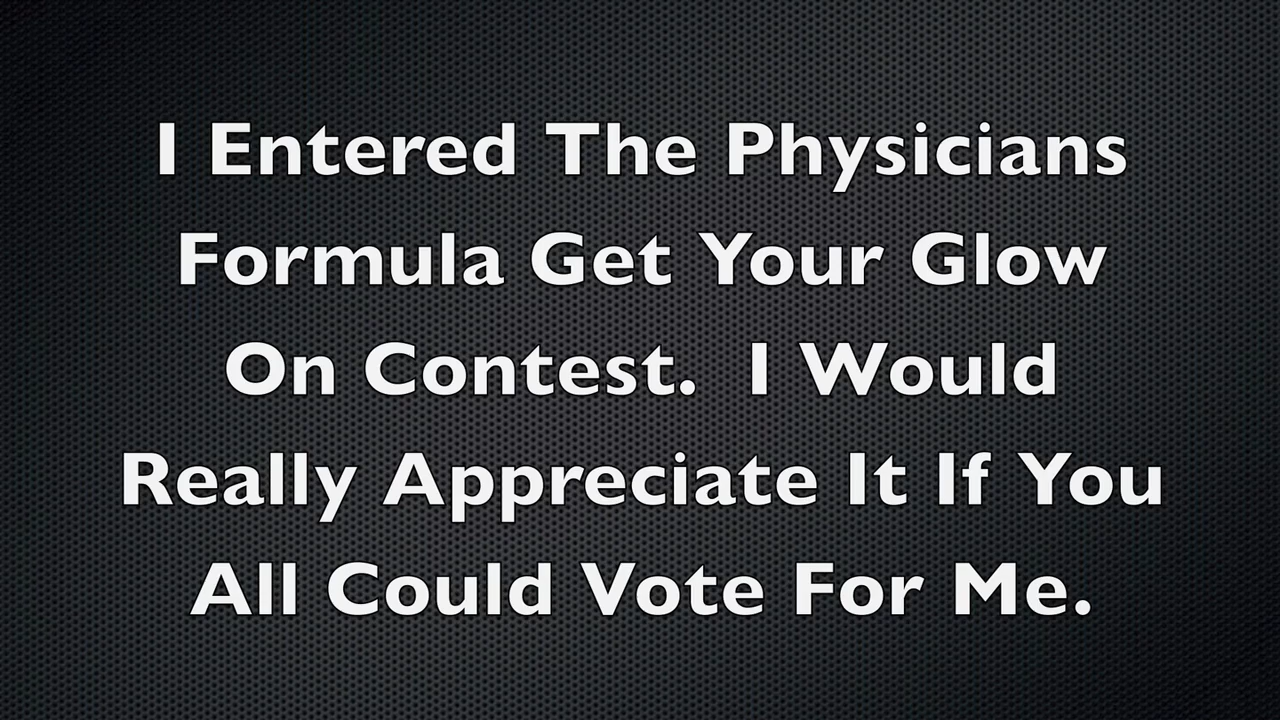 I Entered The Physicians
Formula Get Your Glow
On Contest.  I Would
Really Appreciate It If You
All Could Vote For Me.